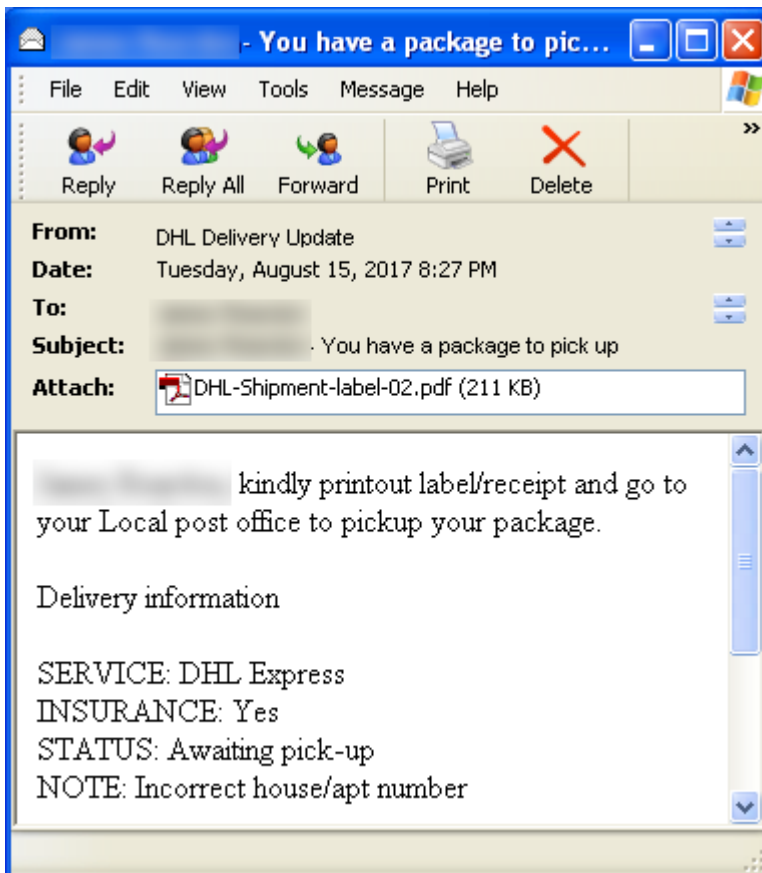 - You have a package to pic...
File Edit View Tools Message Help
»
Reply Reply All Forward Print Delete
From: DHL Delivery Update
Date: Tuesday, August 15, 2017 8:27 PM
To:
Subject: - You have a package to pick up
Attach: DHL-Shipment-label-02.pdf (211 KB)
kindly printout label/receipt and go to
your Local post office to pickup your package.
Delivery information
SERVICE: DHL Express
INSURANCE: Yes
STATUS: Awaiting pick-up
NOTE: Incorrect house/apt number